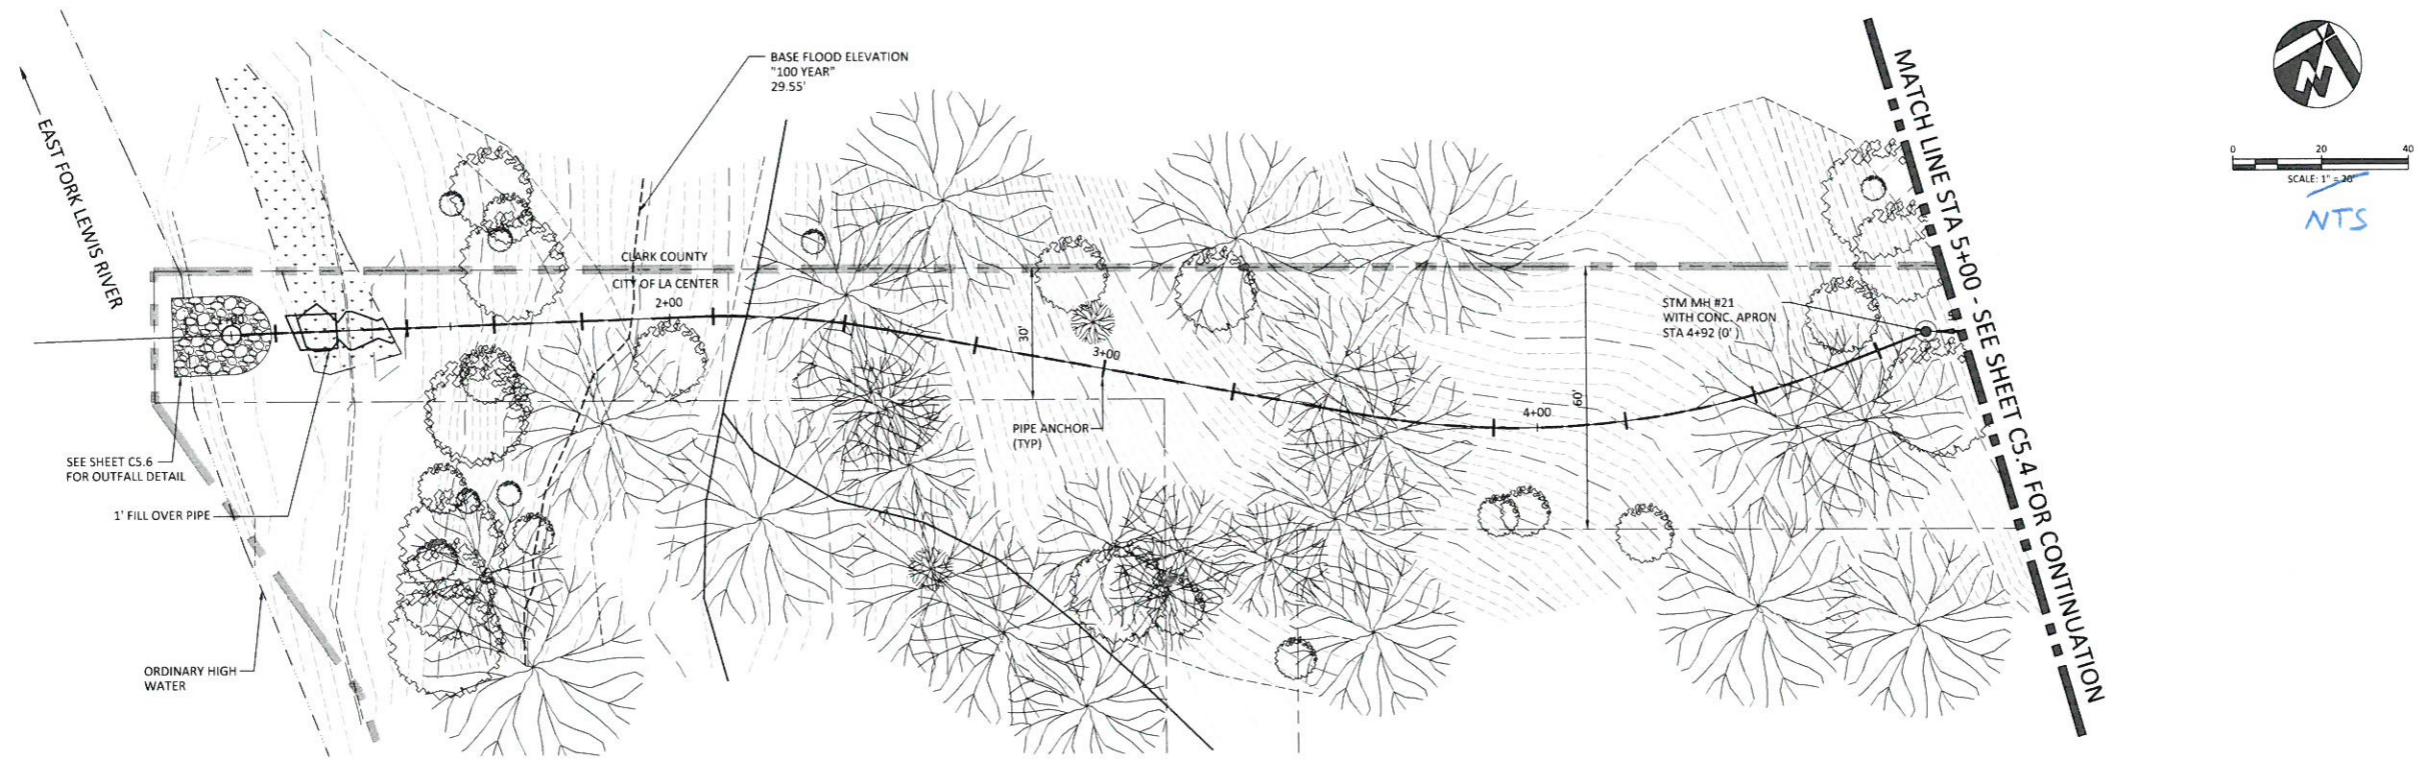 BASE FLOOD ELEVATION
"100 YEAR"
29.55'
EAST FORK LEWIS RIVER
MATCH LINE STA 5+00 - SEE SHEET C5.4 FOR CONTINUATION
N
0 20 40
SCALE: 1" = 20'
NTS
CLARK COUNTY
CITY OF LA CENTER
1+00
2+00
3+00
4+00
30'
60'
STM MH #21
WITH CONC. APRON
STA 4+92 (0' )
PIPE ANCHOR
(TYP)
SEE SHEET C5.6
FOR OUTFALL DETAIL
1' FILL OVER PIPE
ORDINARY HIGH
WATER